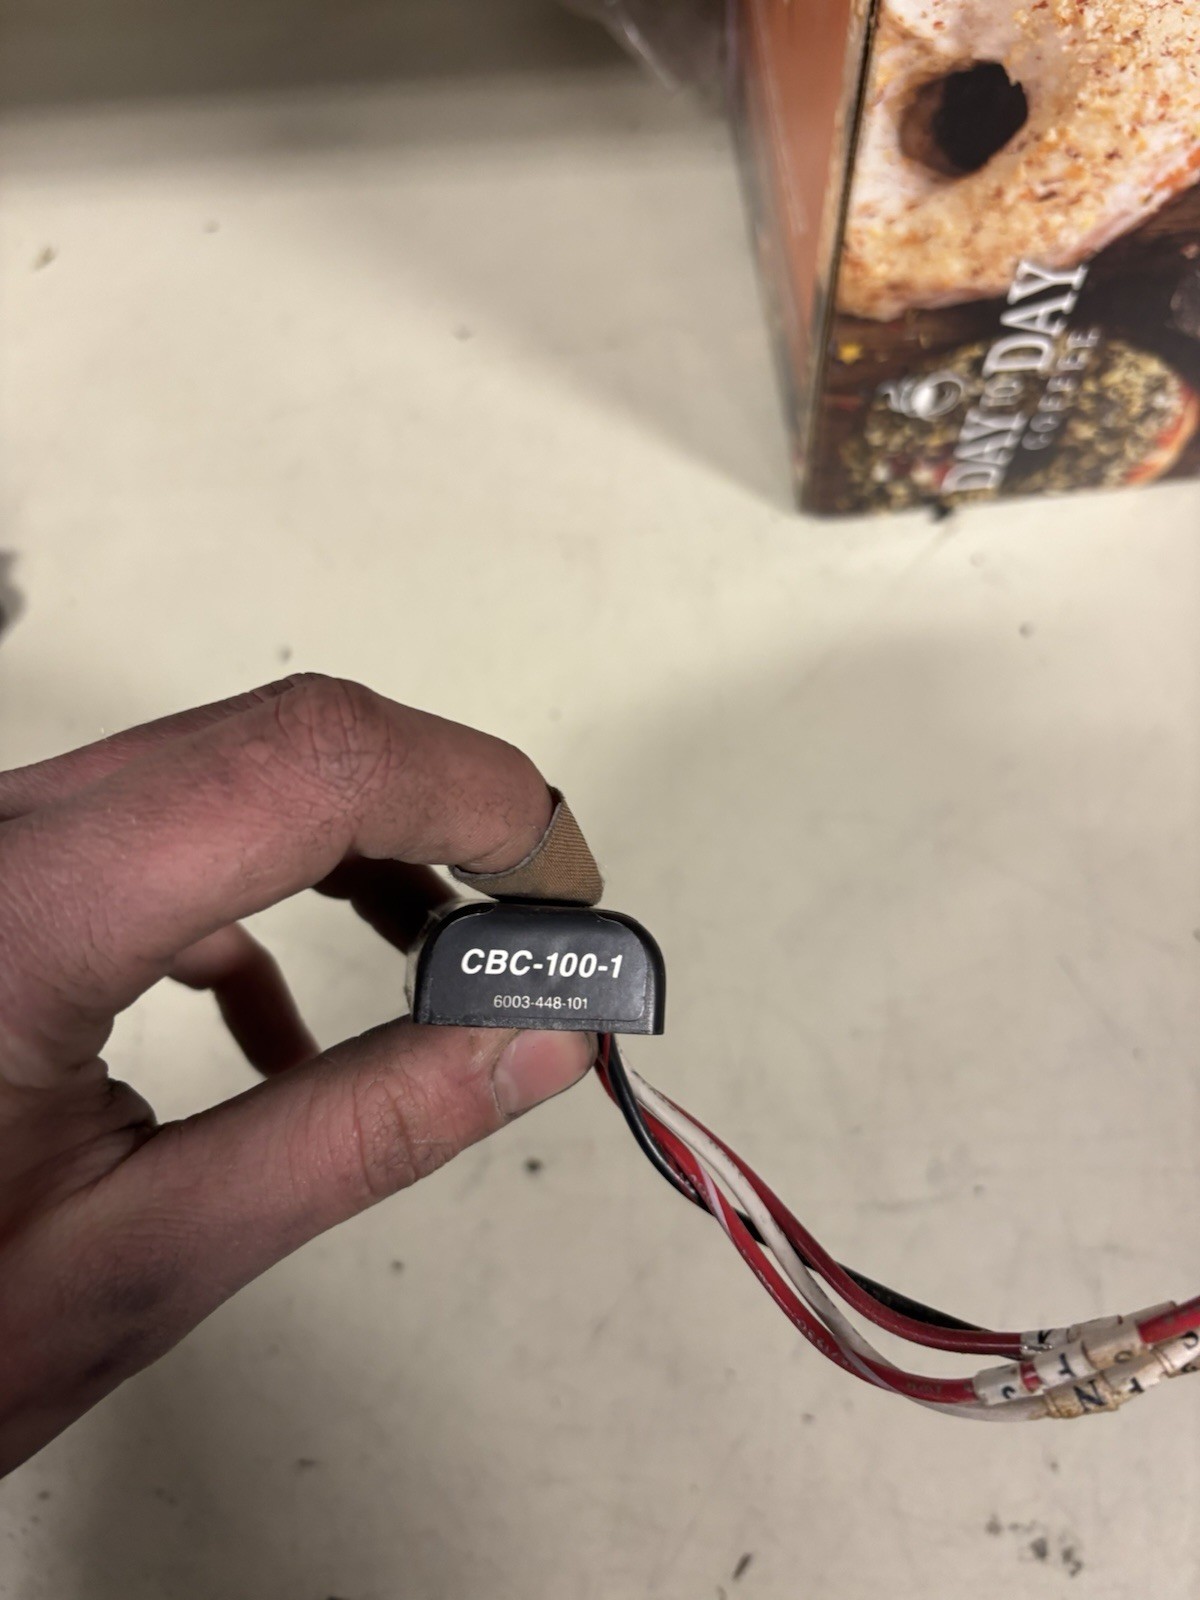 DAY TO DAY
COFFEE
CBC-100-1
6003-448-101